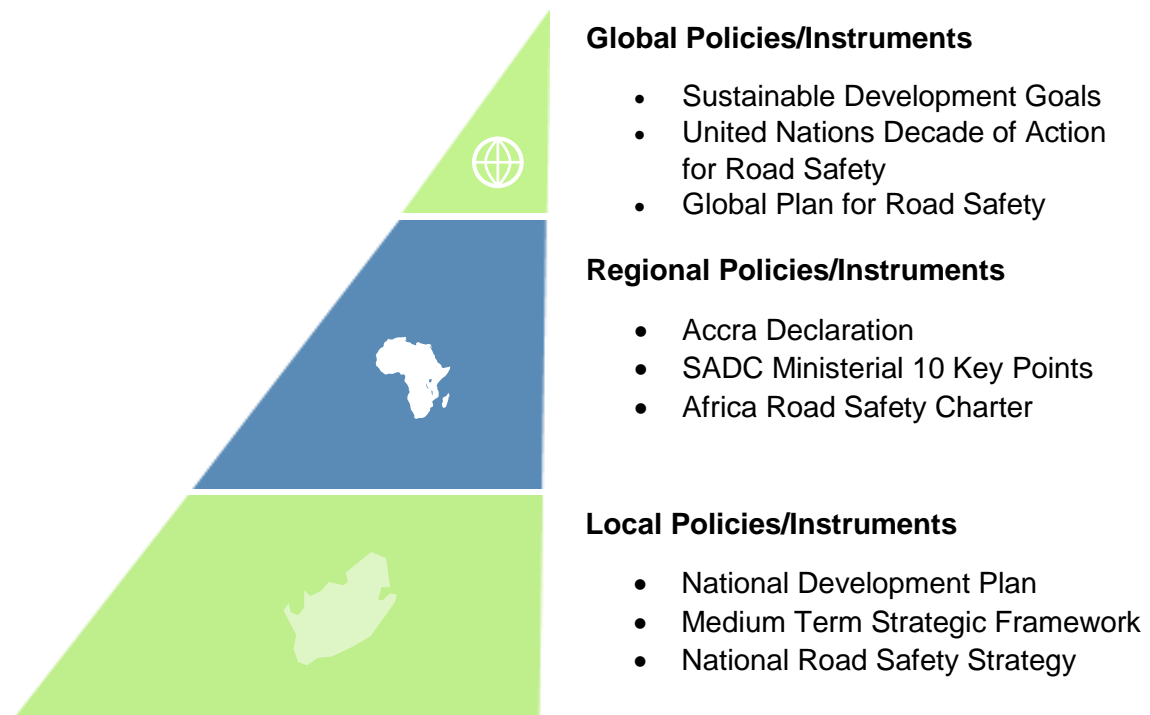 Global Policies/Instruments
• Sustainable Development Goals
• United Nations Decade of Action
for Road Safety
• Global Plan for Road Safety
Regional Policies/Instruments
• Accra Declaration
• SADC Ministerial 10 Key Points
• Africa Road Safety Charter
Local Policies/Instruments
• National Development Plan
• Medium Term Strategic Framework
• National Road Safety Strategy